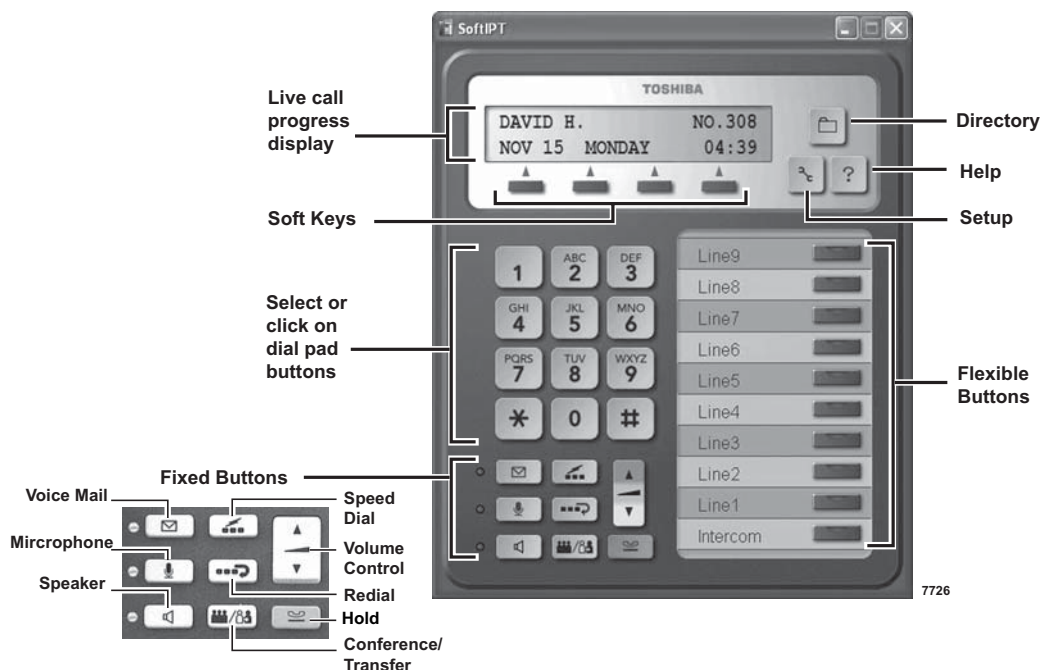 SoftIPT
TOSHIBA
DAVID H. NO.308
NOV 15 MONDAY 04:39
Live call
progress
display
Directory
Help
Setup
Soft Keys
Select or
click on
dial pad
buttons
1
ABC
2
DEF
3
GHI
4
JKL
5
MNO
6
PQRS
7
TUV
8
WXYZ
9
*
0
#
Line9
Line8
Line7
Line6
Line5
Line4
Line3
Line2
Line1
Intercom
Flexible
Buttons
Fixed Buttons
Voice Mail
Mircrophone
Speaker
Speed
Dial
Volume
Control
Redial
Hold
Conference/
Transfer
7726